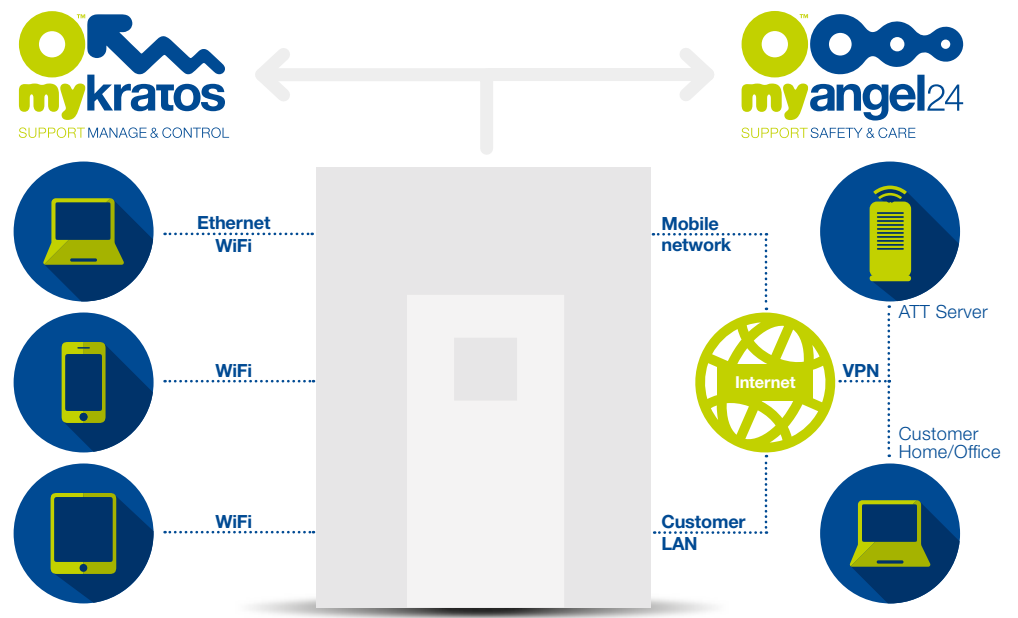 ™
mykratos
SUPPORT MANAGE & CONTROL
™
myangel24
SUPPORT SAFETY & CARE
Ethernet
WiFi
WiFi
WiFi
Mobile
network
Internet
VPN
Customer
LAN
ATT Server
Customer
Home/Office